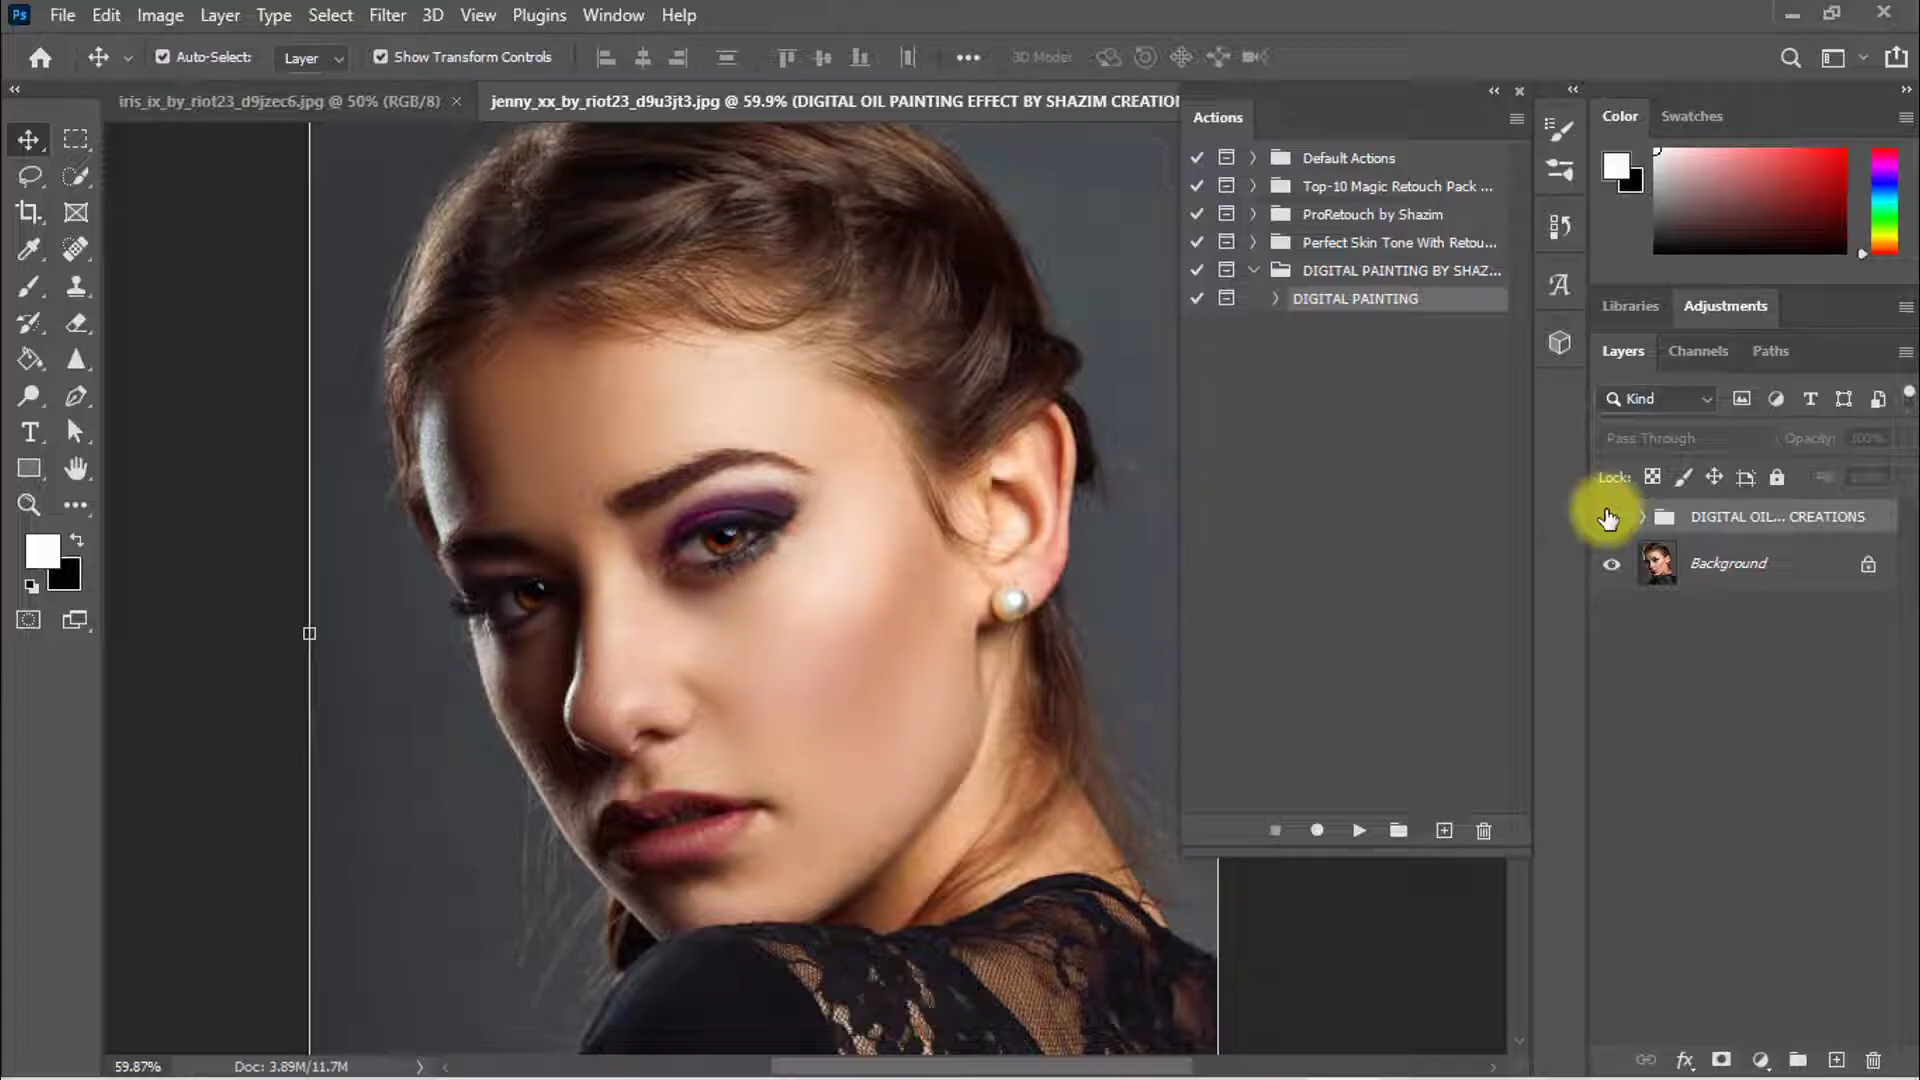 Ps File Edit Image Layer Type Select Filter 3D View Plugins Window Help
Auto-Select: Layer Show Transform Controls 3D Mode:
iris_ix_by_riot23_d9jzec6.jpg @ 50% (RGB/8) jenny_xx_by_riot23_d9u3jt3.jpg @ 59.9% (DIGITAL OIL PAINTING EFFECT BY SHAZIM CREATION
Actions
Default Actions
Top-10 Magic Retouch Pack ...
ProRetouch by Shazim
Perfect Skin Tone With Retou...
DIGITAL PAINTING BY SHAZ...
DIGITAL PAINTING
Color Swatches
Libraries Adjustments
Layers Channels Paths
Kind
Pass Through Opacity: 100%
Lock:
DIGITAL OIL... CREATIONS
Background
59.87% Doc: 3.89M/11.7M